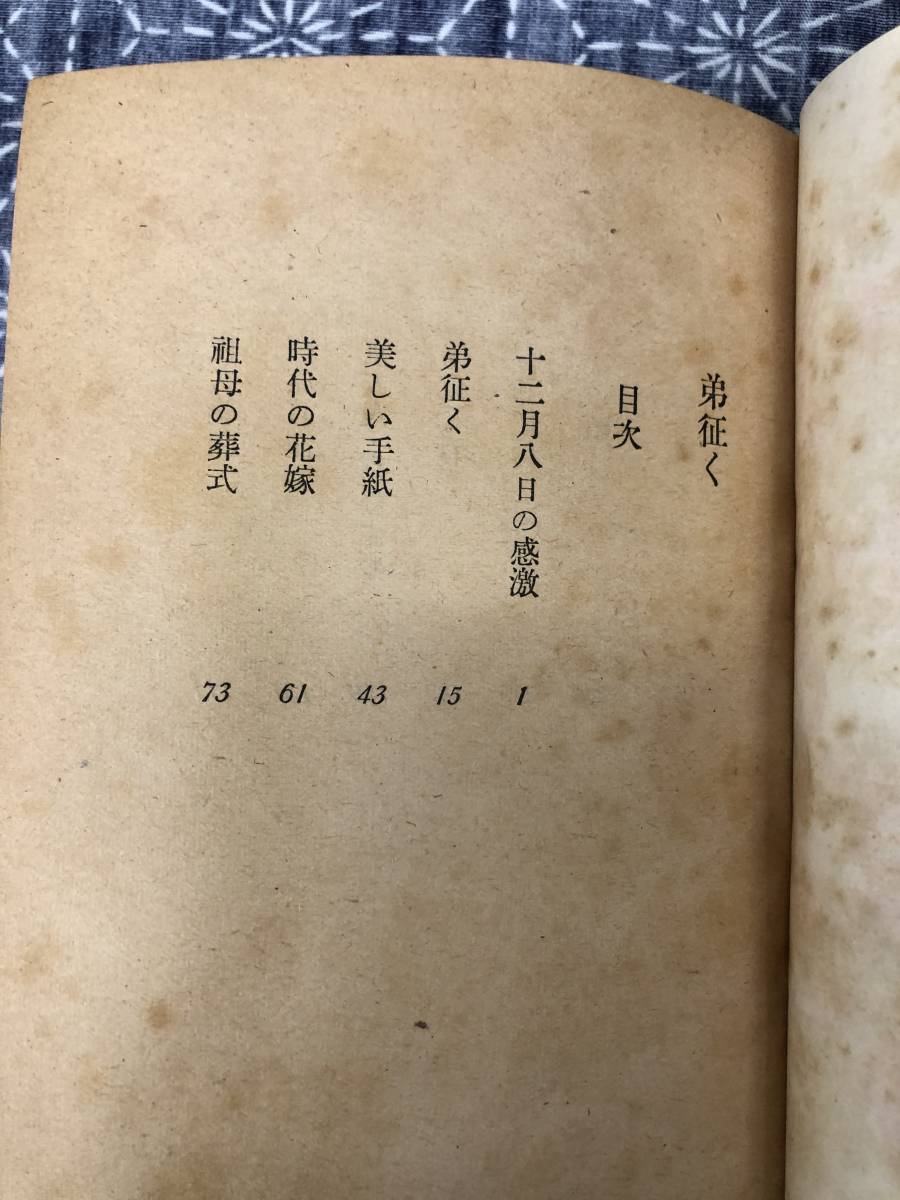 弟征く
目次
十二月八日の感激 1
弟征く 15
美しい手紙 43
時代の花嫁 61
祖母の葬式 73